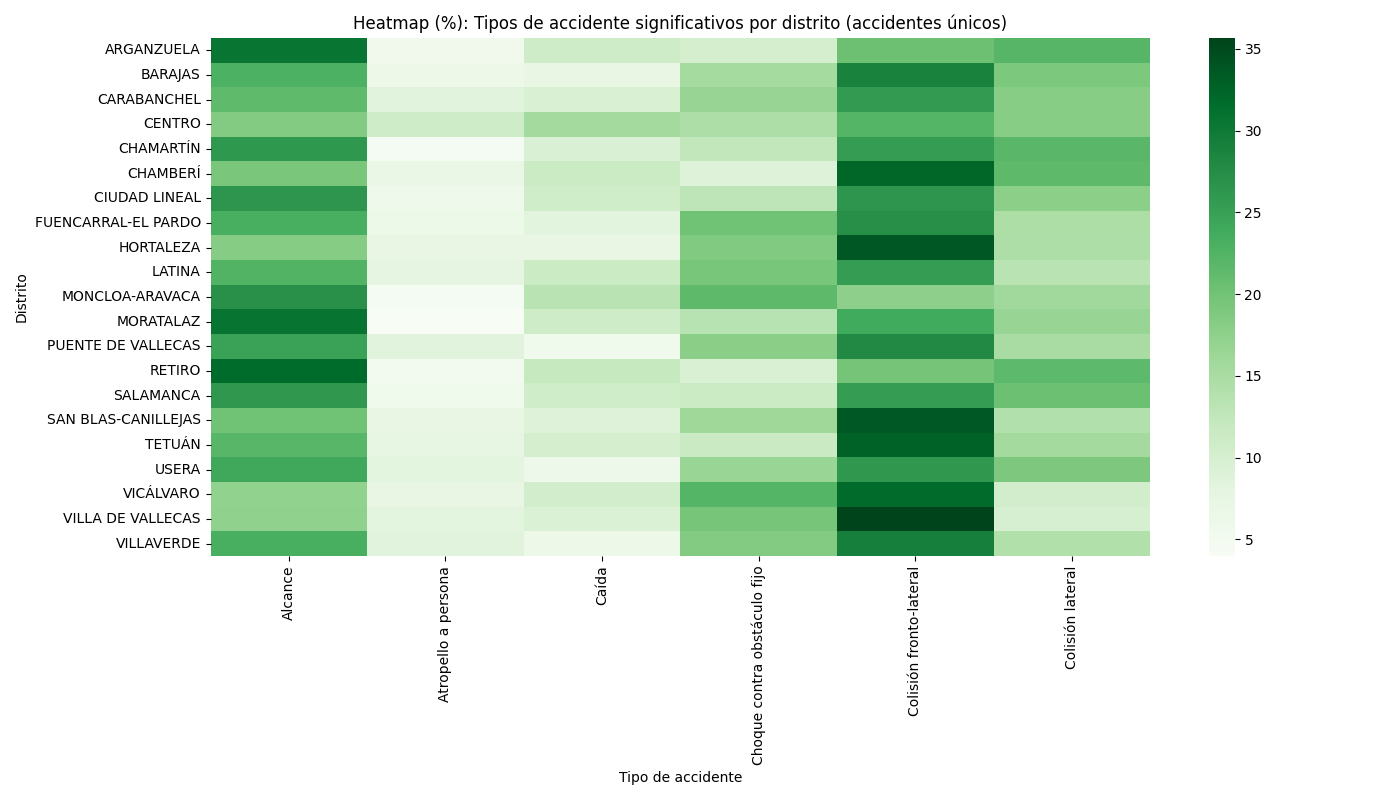 Heatmap (%): Tipos de accidente significativos por distrito (accidentes únicos)
Distrito
ARGANZUELA
BARAJAS
CARABANCHEL
CENTRO
CHAMARTÍN
CHAMBERÍ
CIUDAD LINEAL
FUENCARRAL-EL PARDO
HORTALEZA
LATINA
MONCLOA-ARAVACA
MORATALAZ
PUENTE DE VALLECAS
RETIRO
SALAMANCA
SAN BLAS-CANILLEJAS
TETUÁN
USERA
VICÁLVARO
VILLA DE VALLECAS
VILLAVERDE
Alcance
Atropello a persona
Caída
Choque contra obstáculo fijo
Colisión fronto-lateral
Colisión lateral
Tipo de accidente
35
30
25
20
15
10
5